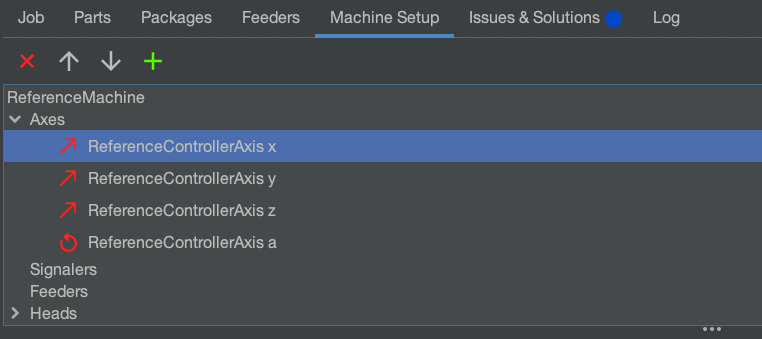 Job Parts Packages Feeders Machine Setup Issues & Solutions Log
ReferenceMachine
Axes
ReferenceControllerAxis x
ReferenceControllerAxis y
ReferenceControllerAxis z
ReferenceControllerAxis a
Signalers
Feeders
Heads